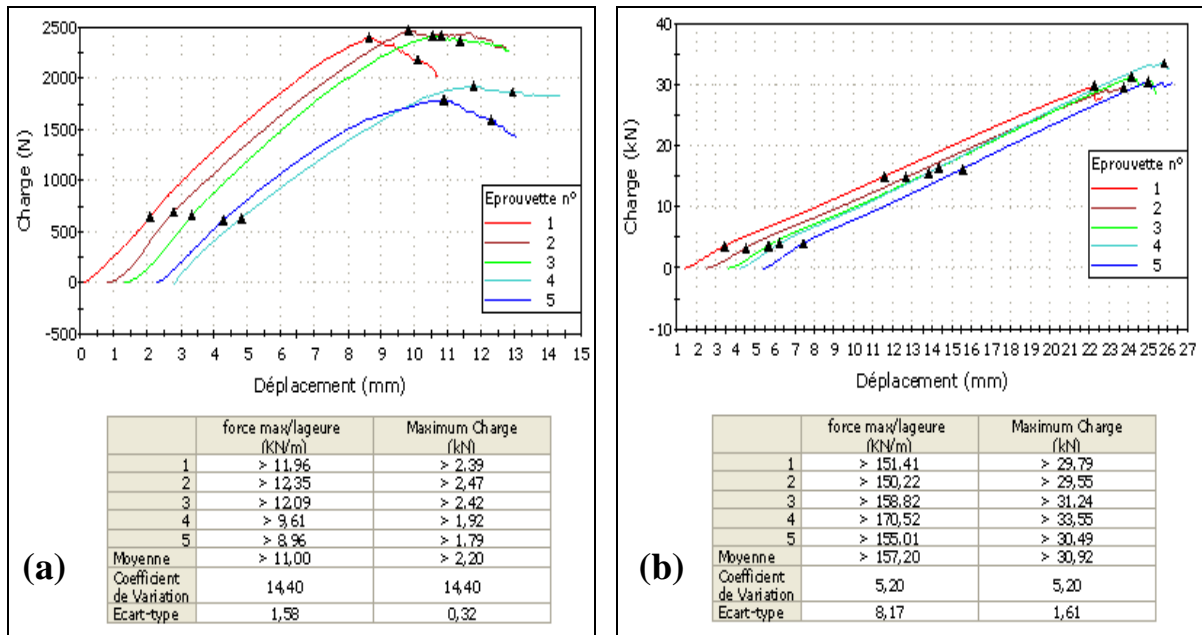 2500
2000
1500
1000
500
0
-500
Charge (N)
Eprouvette nº
1
2
3
4
5
0 1 2 3 4 5 6 7 8 9 10 11 12 13 14 15
Déplacement (mm)
force max/lageure (KN/m) Maximum Charge (kN)
1 > 11,96 > 2,39
2 > 12,35 > 2,47
3 > 12,09 > 2,42
4 > 9,61 > 1,92
5 > 8,96 > 1,79
Moyenne > 11,00 > 2,20
Coefficient de Variation 14,40 14,40
Ecart-type 1,58 0,32
(a)
40
30
20
10
0
-10
Charge (kN)
Eprouvette nº
1
2
3
4
5
1 2 3 4 5 6 7 8 9 10 11 12 13 14 15 16 17 18 19 20 21 22 23 24 25 26 27
Déplacement (mm)
force max/lageure (KN/m) Maximum Charge (kN)
1 > 151,41 > 29,79
2 > 150,22 > 29,55
3 > 158,82 > 31,24
4 > 170,52 > 33,55
5 > 155,01 > 30,49
Moyenne > 157,20 > 30,92
Coefficient de Variation 5,20 5,20
Ecart-type 8,17 1,61
(b)